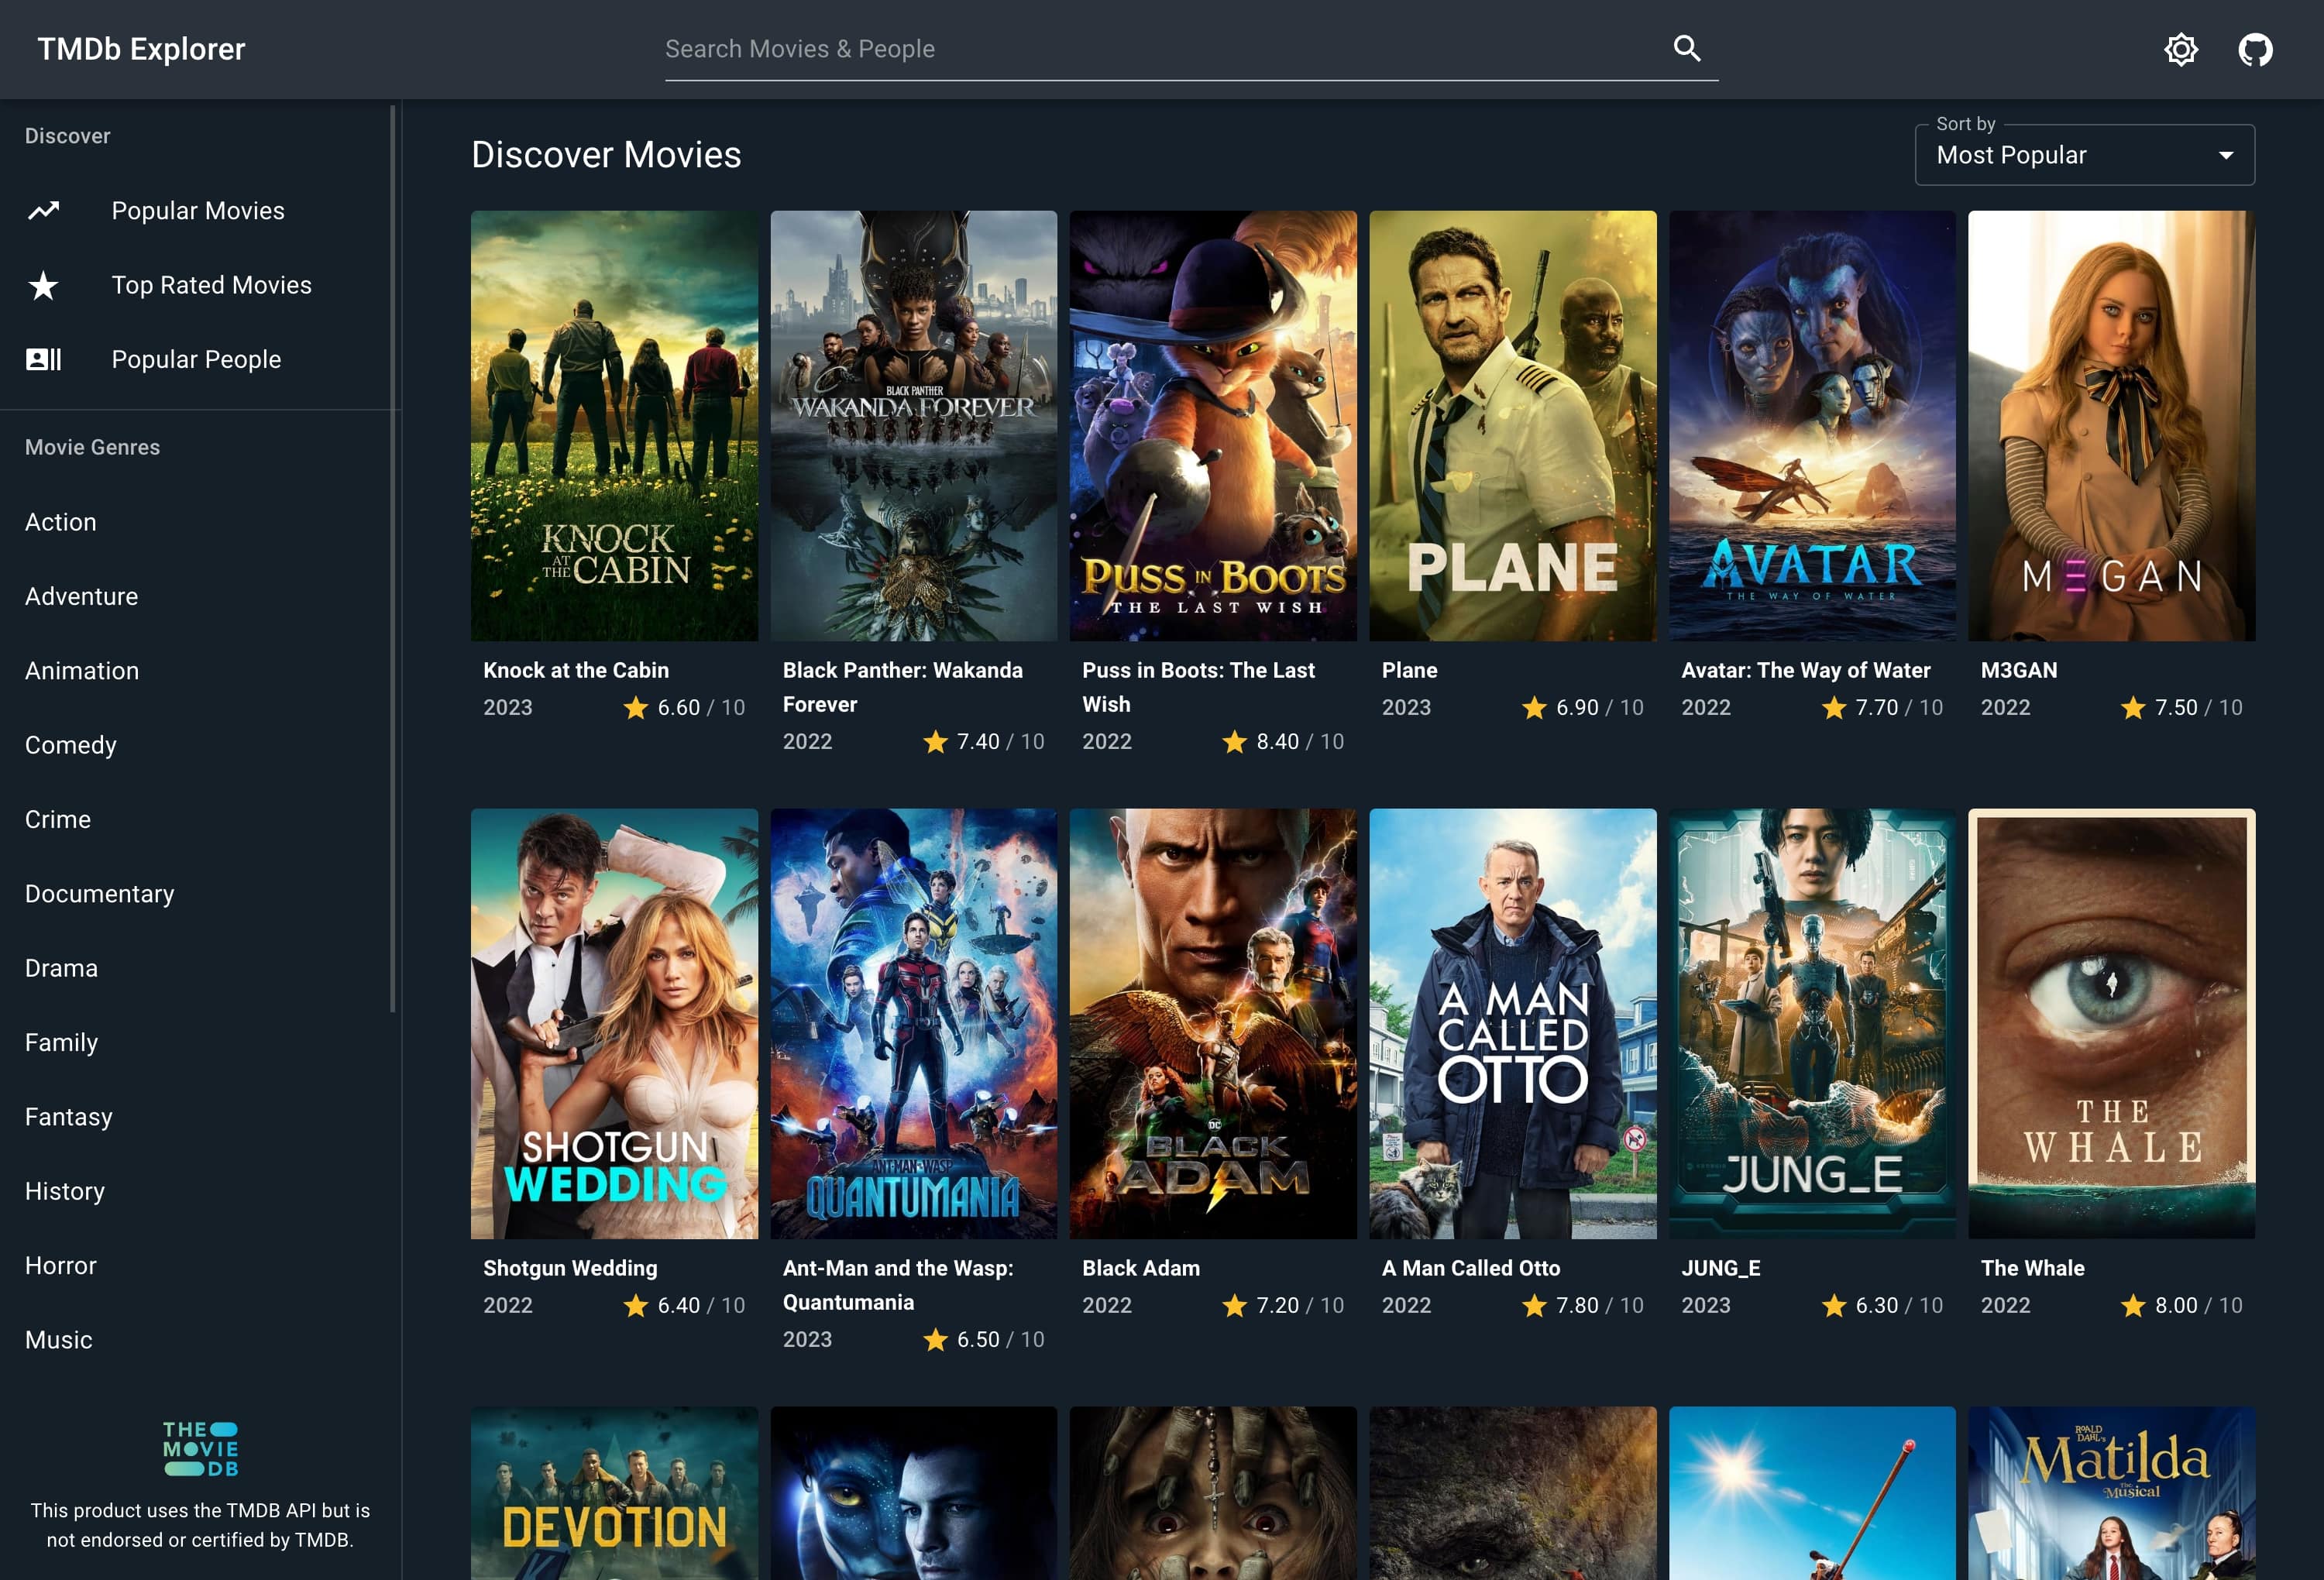 TMDb Explorer
Search Movies & People
Discover
Popular Movies
Top Rated Movies
Popular People
Movie Genres
Action
Adventure
Animation
Comedy
Crime
Documentary
Drama
Family
Fantasy
History
Horror
Music
THE
MOVIE
DB
This product uses the TMDB API but is
not endorsed or certified by TMDB.
Discover Movies
Sort by
Most Popular
KNOCK
AT THE CABIN
BLACK PANTHER
WAKANDA FOREVER
PUSS IN BOOTS
THE LAST WISH
PLANE
AVATAR
THE WAY OF WATER
M3GAN
Knock at the Cabin
2023
6.60 / 10
Black Panther: Wakanda
Forever
2022
7.40 / 10
Puss in Boots: The Last
Wish
2022
8.40 / 10
Plane
2023
6.90 / 10
Avatar: The Way of Water
2022
7.70 / 10
M3GAN
2022
7.50 / 10
SHOTGUN
WEDDING
ANT-MAN AND THE WASP
QUANTUMANIA
DC
BLACK
ADAM
A MAN
CALLED
OTTO
JUNG_E
THE
WHALE
Shotgun Wedding
2022
6.40 / 10
Ant-Man and the Wasp:
Quantumania
2023
6.50 / 10
Black Adam
2022
7.20 / 10
A Man Called Otto
2022
7.80 / 10
JUNG_E
2023
6.30 / 10
The Whale
2022
8.00 / 10
DEVOTION
ROALD
DAHL'S
Matilda
The Musical